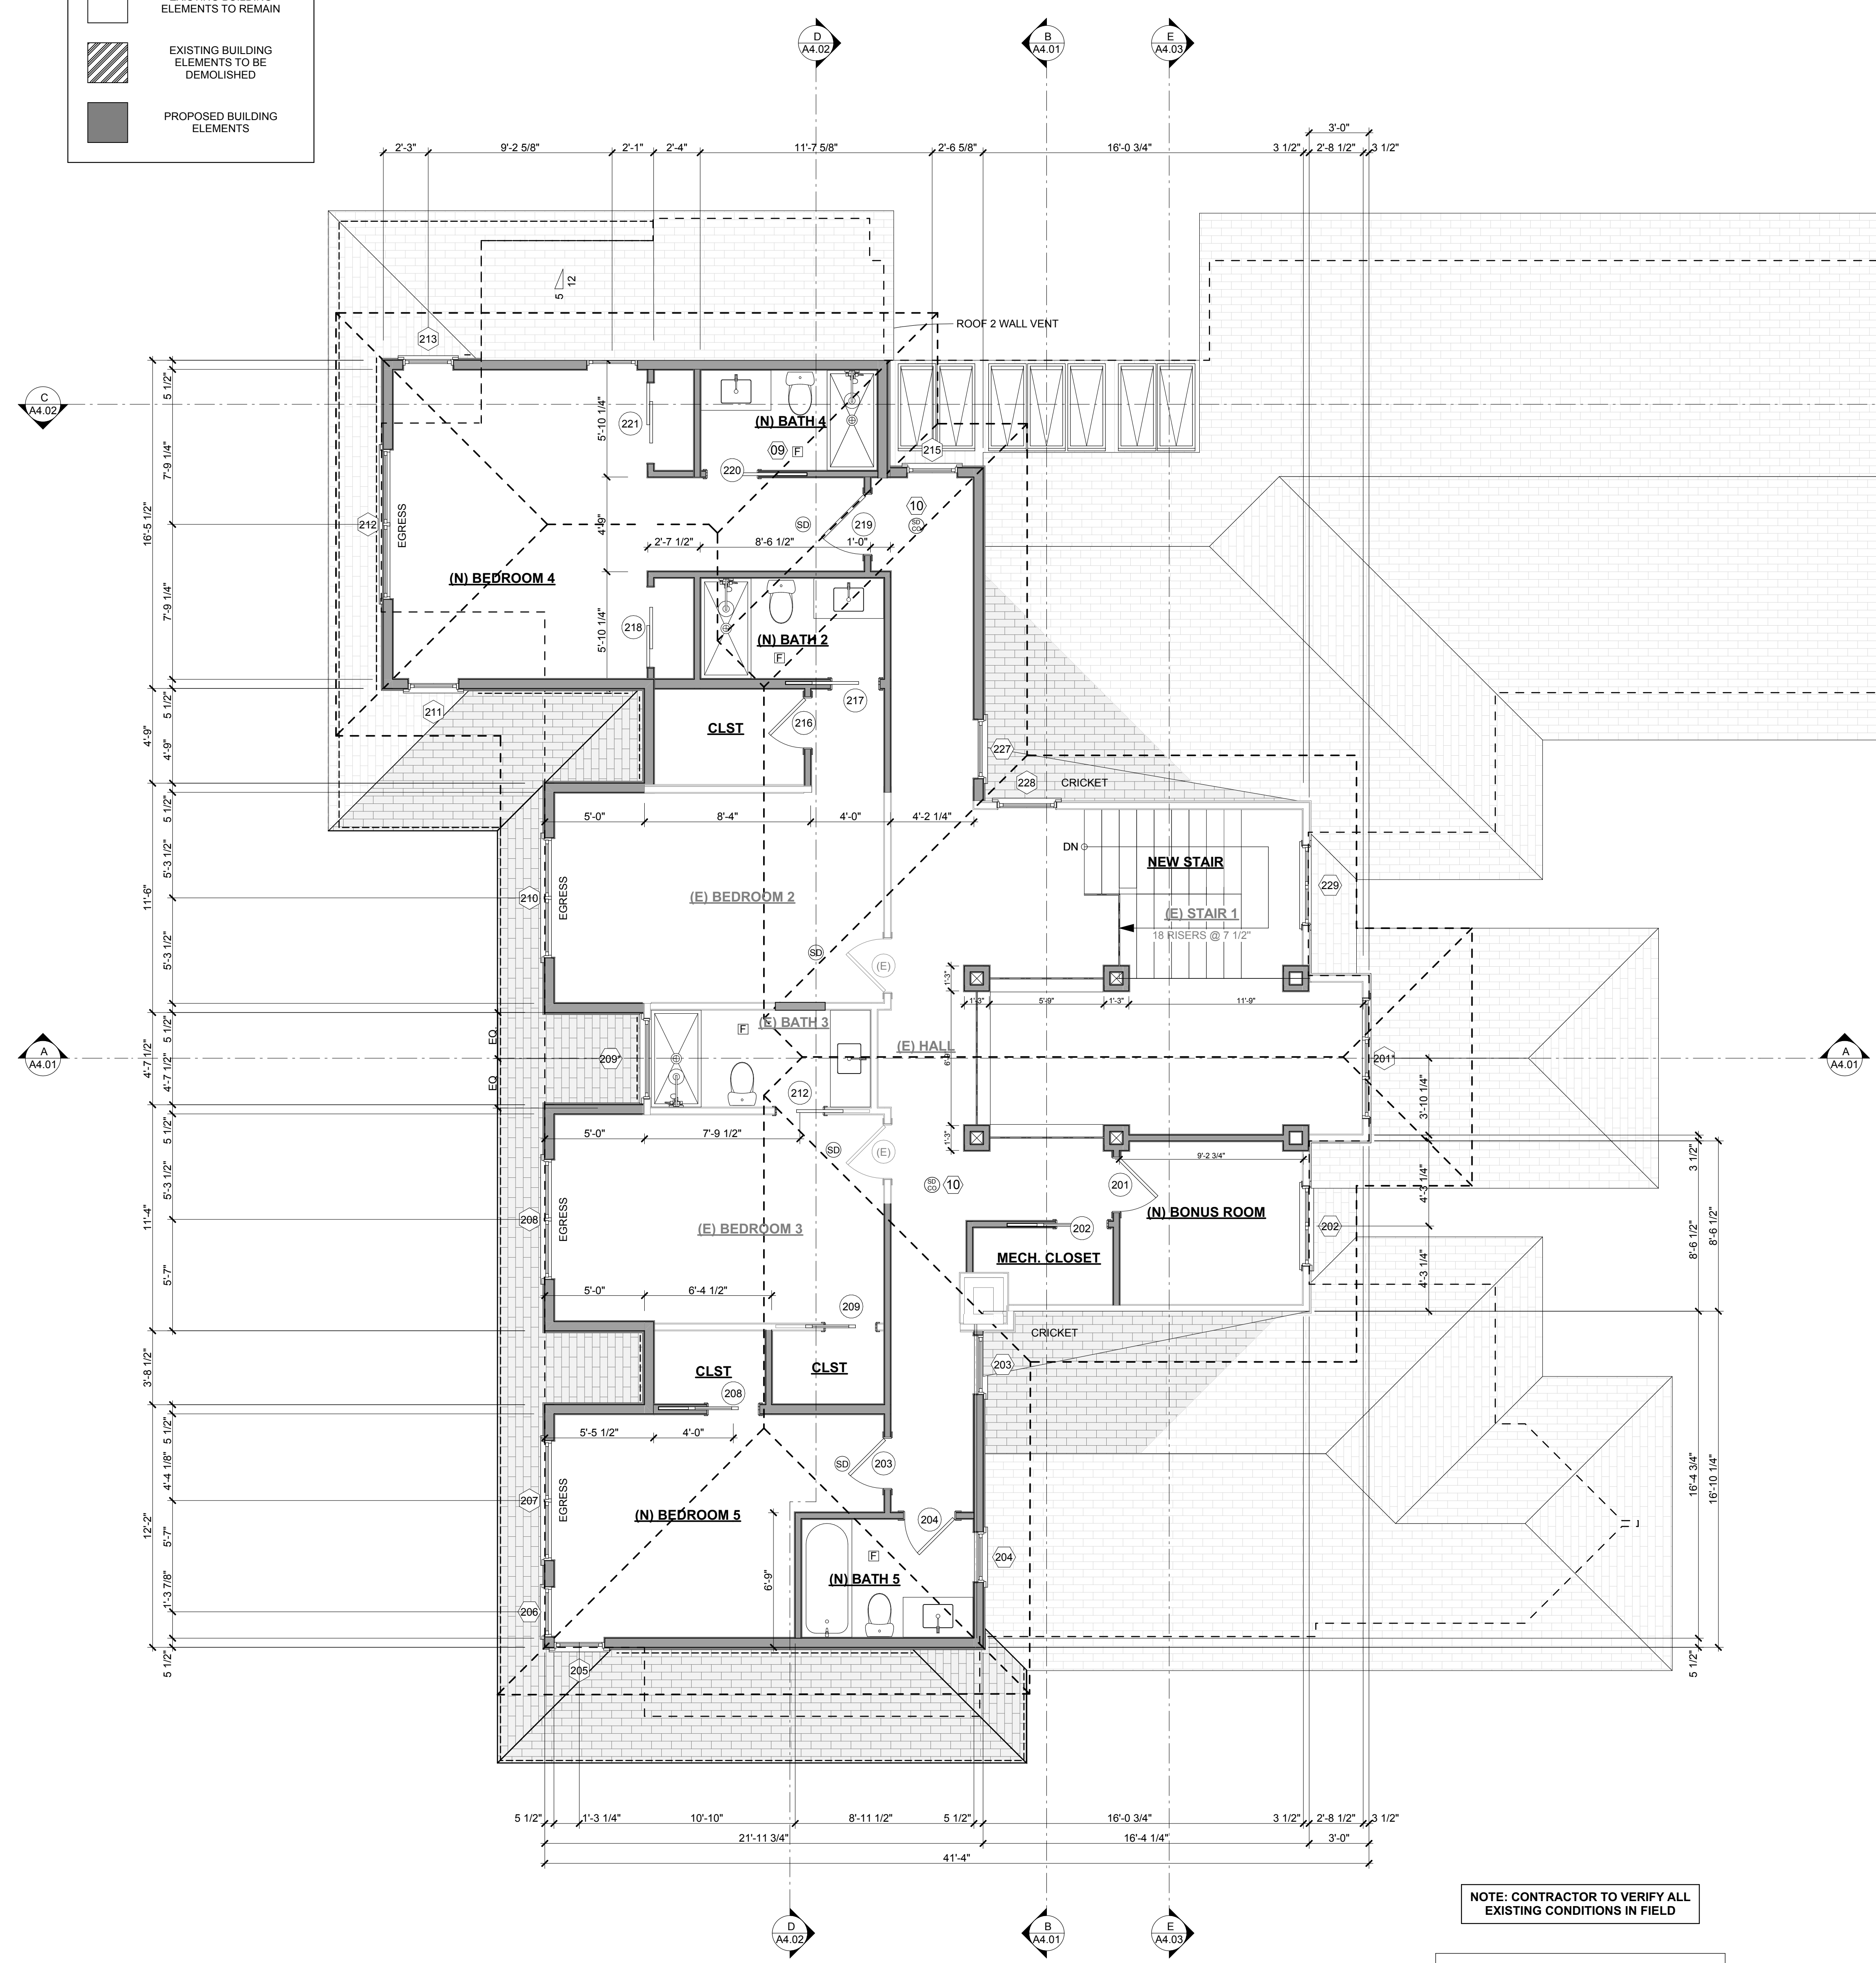 ELEMENTS TO REMAIN
EXISTING BUILDING
ELEMENTS TO BE
DEMOLISHED
PROPOSED BUILDING
ELEMENTS
D
A4.02
B
A4.01
E
A4.03
3'-0"
2'-3"
9'-2 5/8"
2'-1"
2'-4"
11'-7 5/8"
2'-6 5/8"
16'-0 3/4"
3 1/2"
2'-8 1/2"
3 1/2"
5
12
ROOF 2 WALL VENT
213
C
A4.02
5 1/2"
7'-9 1/4"
16'-5 1/2"
7'-9 1/4"
212
EGRESS
221
5'-10 1/4"
(N) BATH 4
09
F
220
215
10
SD
CO
SD
219
4'-9"
2'-7 1/2"
8'-6 1/2"
1'-0"
(N) BEDROOM 4
218
5'-10 1/4"
(N) BATH 2
F
5 1/2"
4'-9"
4'-9"
211
216
217
CLST
227
228
CRICKET
5 1/2"
5'-3 1/2"
11'-6"
5'-3 1/2"
5'-0"
8'-4"
4'-0"
4'-2 1/4"
DN
NEW STAIR
229
210
EGRESS
(E) BEDROOM 2
(E) STAIR 1
18 RISERS @ 7 1/2"
SD
(E)
1'-3"
1'-3"
5'-9"
1'-3"
11'-9"
5 1/2"
4'-7 1/2"
4'-7 1/2"
EQ
EQ
A
A4.01
209*
F
(E) BATH 3
(E) HALL
6'-9"
201*
A
A4.01
212
3'-10 1/4"
5 1/2"
5'-3 1/2"
11'-4"
5'-7"
5'-0"
7'-9 1/2"
SD
(E)
1'-3"
9'-2 3/4"
3 1/2"
4'-3 1/4"
SD
CO
10
201
208
EGRESS
(E) BEDROOM 3
(N) BONUS ROOM
202
202
MECH. CLOSET
8'-6 1/2"
8'-6 1/2"
4'-3 1/4"
5'-0"
6'-4 1/2"
209
CRICKET
203
3'-8 1/2"
CLST
CLST
208
5 1/2"
4'-4 1/8"
12'-2"
5'-7"
1'-3 7/8"
5 1/2"
5'-5 1/2"
4'-0"
SD
203
207
EGRESS
(N) BEDROOM 5
204
204
F
6'-9"
(N) BATH 5
206
205
16'-4 3/4"
16'-10 1/4"
5 1/2"
5 1/2"
1'-3 1/4"
10'-10"
8'-11 1/2"
5 1/2"
16'-0 3/4"
3 1/2"
2'-8 1/2"
3 1/2"
21'-11 3/4"
16'-4 1/4"
3'-0"
41'-4"
NOTE: CONTRACTOR TO VERIFY ALL
EXISTING CONDITIONS IN FIELD
D
A4.02
B
A4.01
E
A4.03